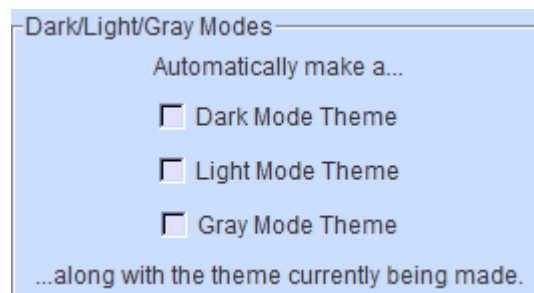 Dark/Light/Gray Modes
Automatically make a...
Dark Mode Theme
Light Mode Theme
Gray Mode Theme
...along with the theme currently being made.